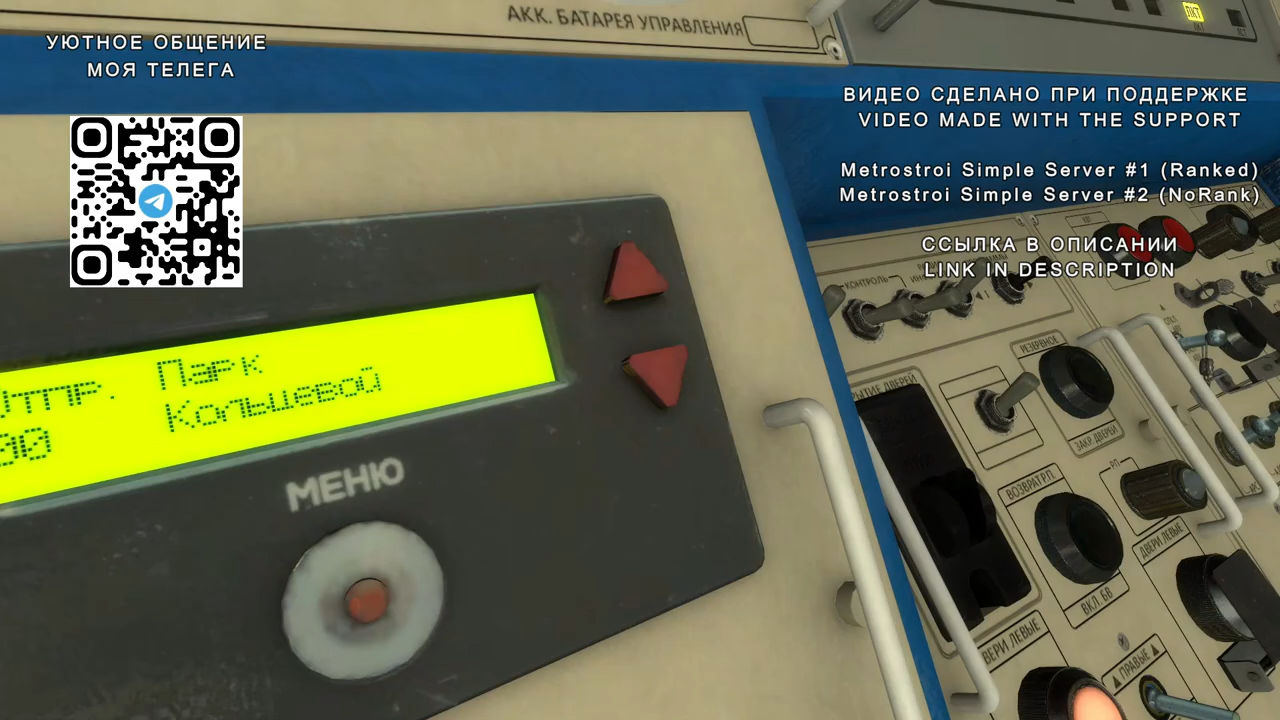 АКК. БАТАРЕЯ УПРАВЛЕНИЯ
УЮТНОЕ ОБЩЕНИЕ
МОЯ ТЕЛЕГА
ВИДЕО СДЕЛАНО ПРИ ПОДДЕРЖКЕ
VIDEO MADE WITH THE SUPPORT
Metrostroi Simple Server #1 (Ranked)
Metrostroi Simple Server #2 (NoRank)
ССЫЛКА В ОПИСАНИИ
LINK IN DESCRIPTION
КОНТРОЛЬ
РЕЗЕРВНОЕ
ЗАКР. ДВЕРЕЙ
Парк
Кольцевой
МЕНЮ
ВОЗВРАТ Р.П.
РП
ВКЛ. БВ
ДВЕРИ ЛЕВЫЕ
ДВЕРИ ЛЕВЫЕ
▲ ПРАВЫЕ ▲